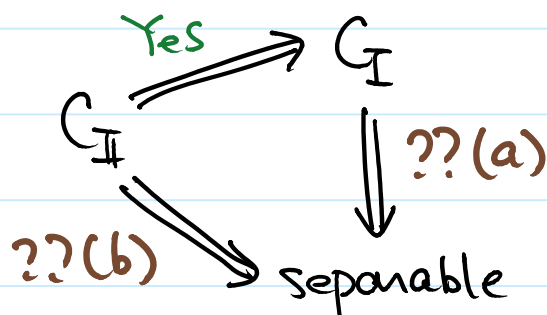 Yes
C_I
C_II
??(a)
??(b)
separable